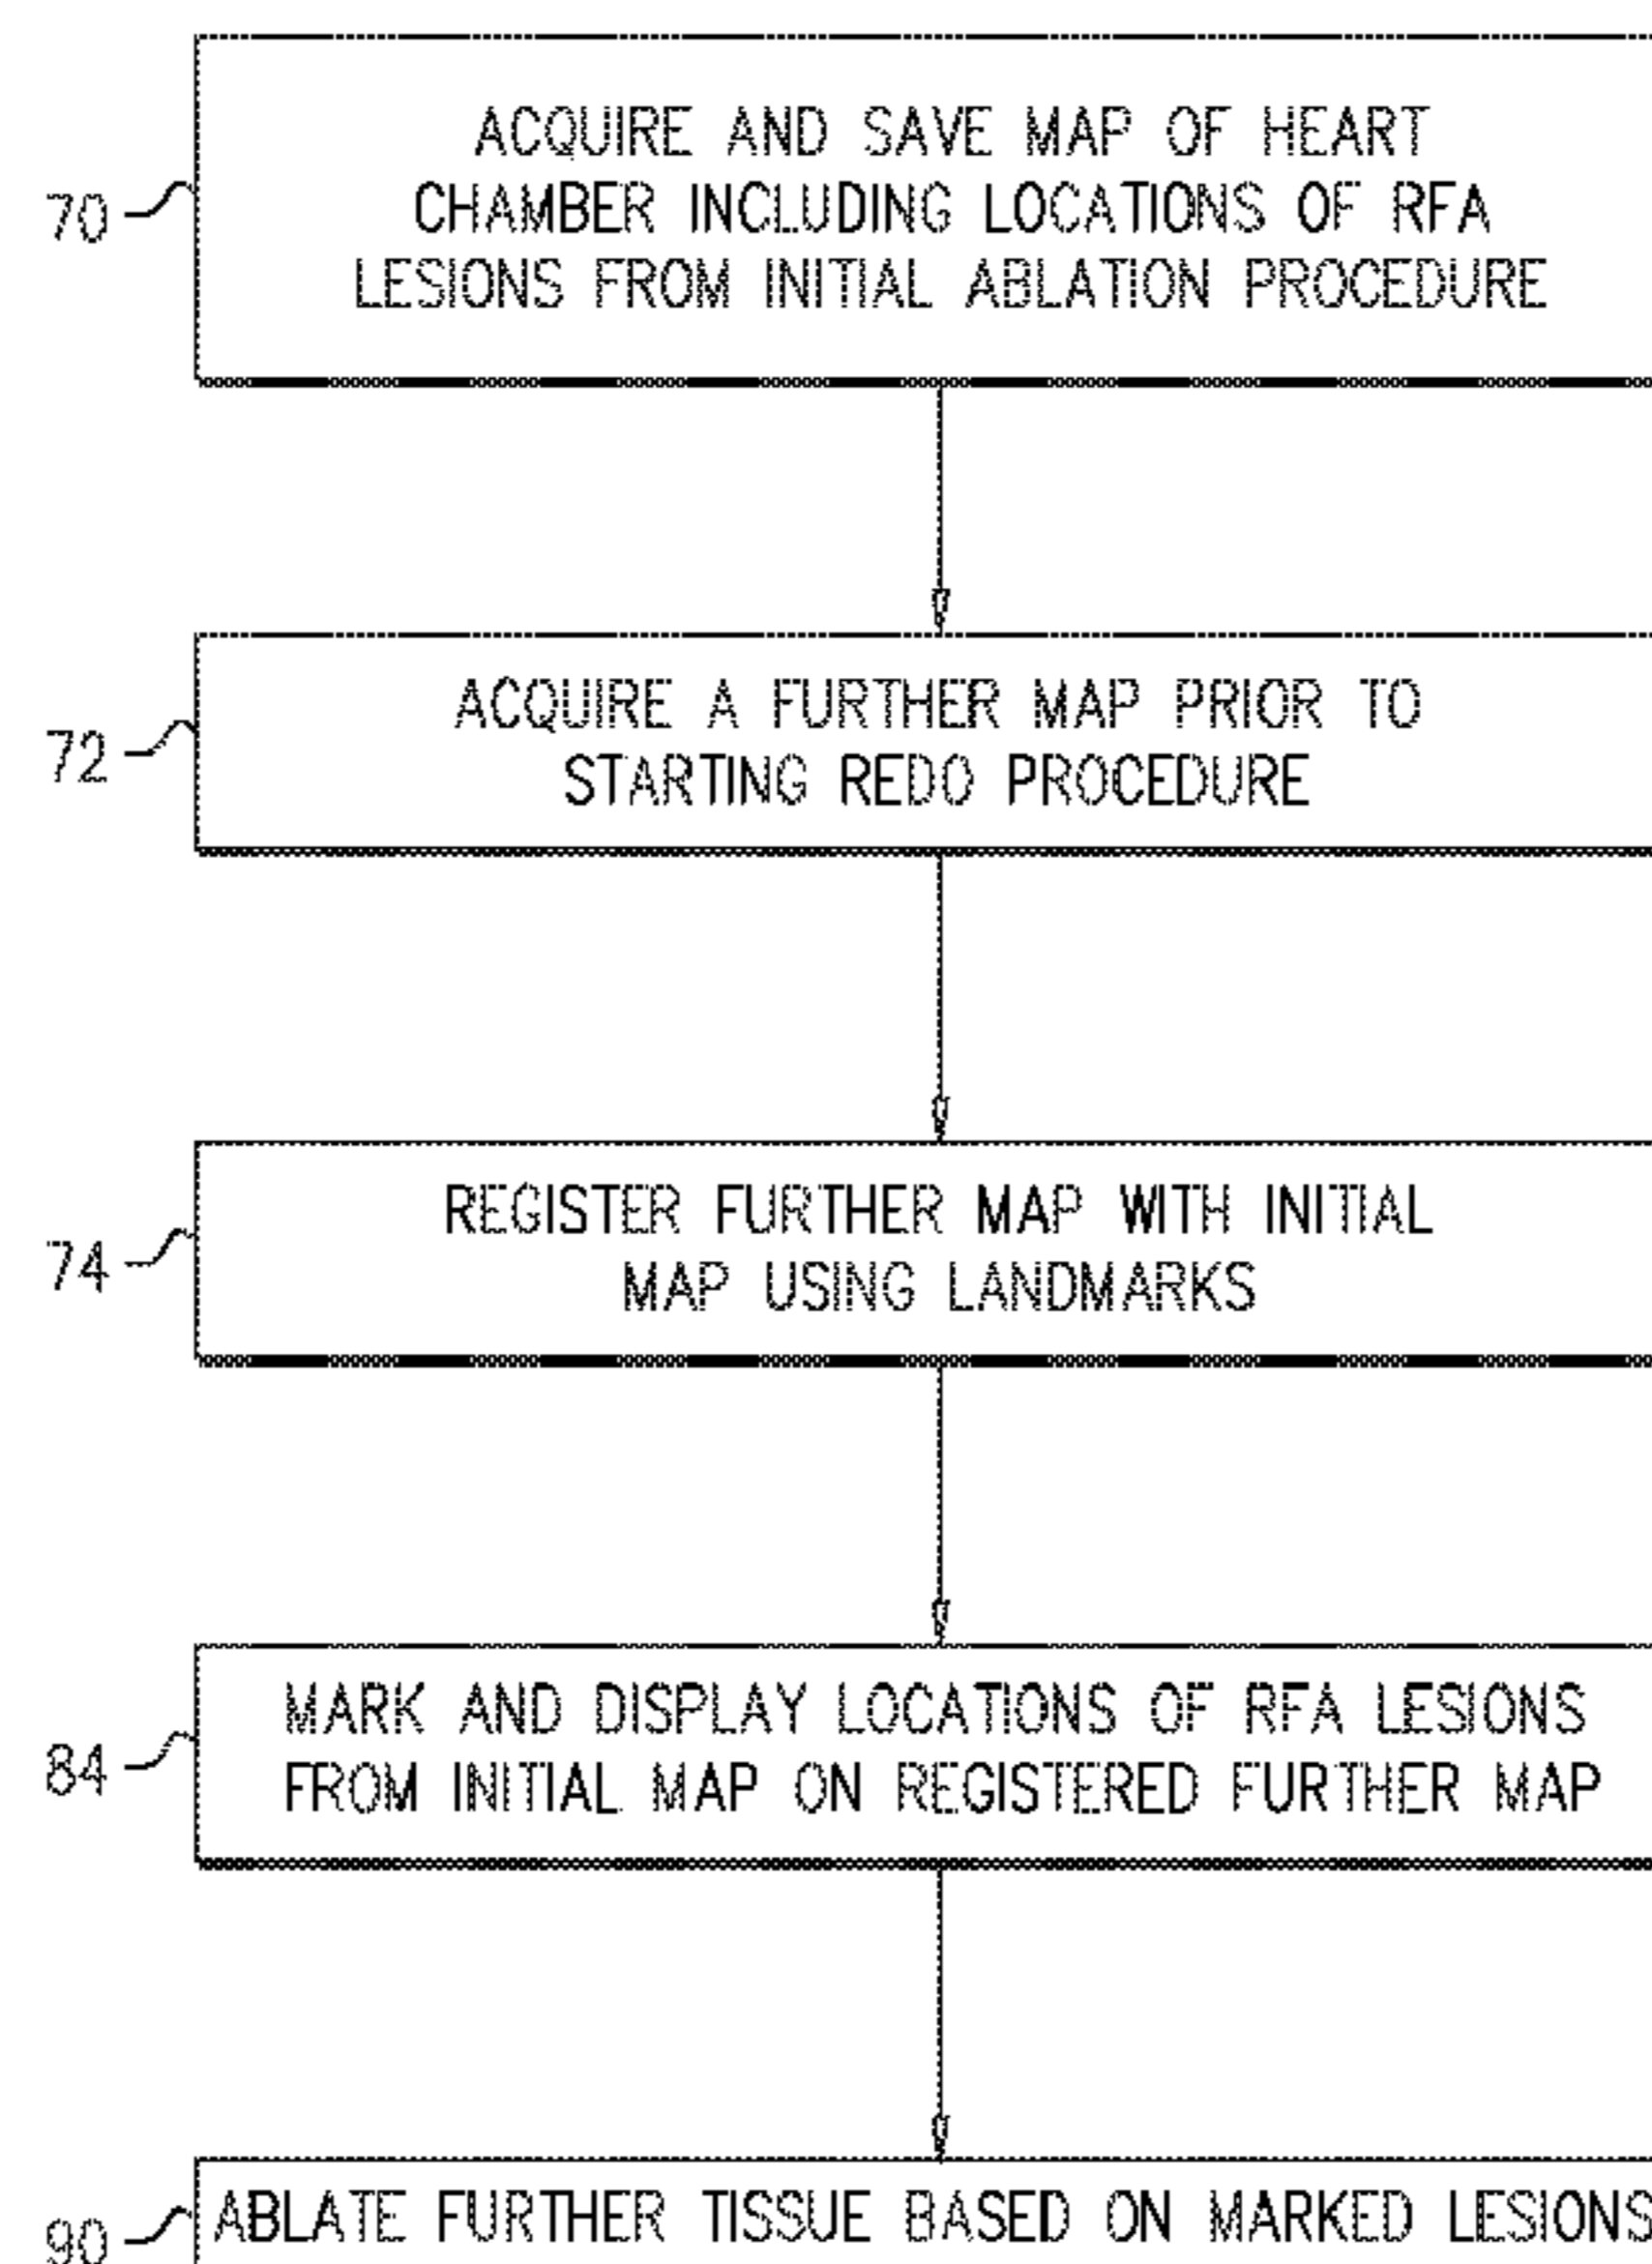 70
ACQUIRE AND SAVE MAP OF HEART
CHAMBER INCLUDING LOCATIONS OF RFA
LESIONS FROM INITIAL ABLATION PROCEDURE
72
ACQUIRE A FURTHER MAP PRIOR TO
STARTING REDO PROCEDURE
74
REGISTER FURTHER MAP WITH INITIAL
MAP USING LANDMARKS
84
MARK AND DISPLAY LOCATIONS OF RFA LESIONS
FROM INITIAL MAP ON REGISTERED FURTHER MAP
90
ABLATE FURTHER TISSUE BASED ON MARKED LESIONS